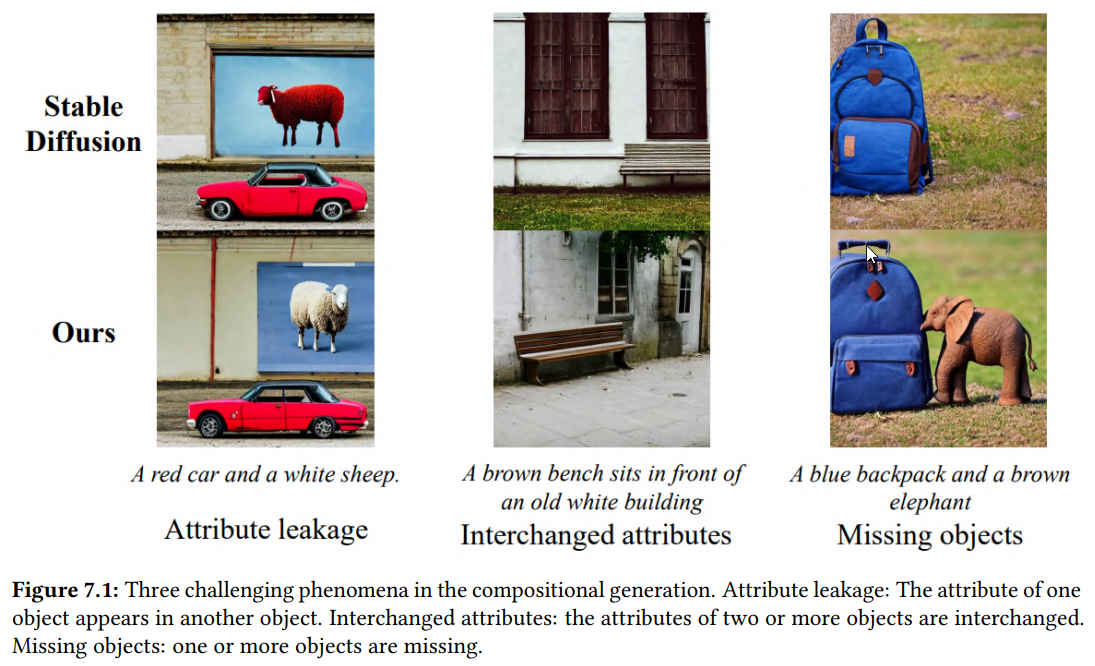 Stable
Diffusion
Ours
A red car and a white sheep.
A brown bench sits in front of
an old white building
A blue backpack and a brown
elephant
Attribute leakage
Interchanged attributes
Missing objects
Figure 7.1: Three challenging phenomena in the compositional generation. Attribute leakage: The attribute of one
object appears in another object. Interchanged attributes: the attributes of two or more objects are interchanged.
Missing objects: one or more objects are missing.